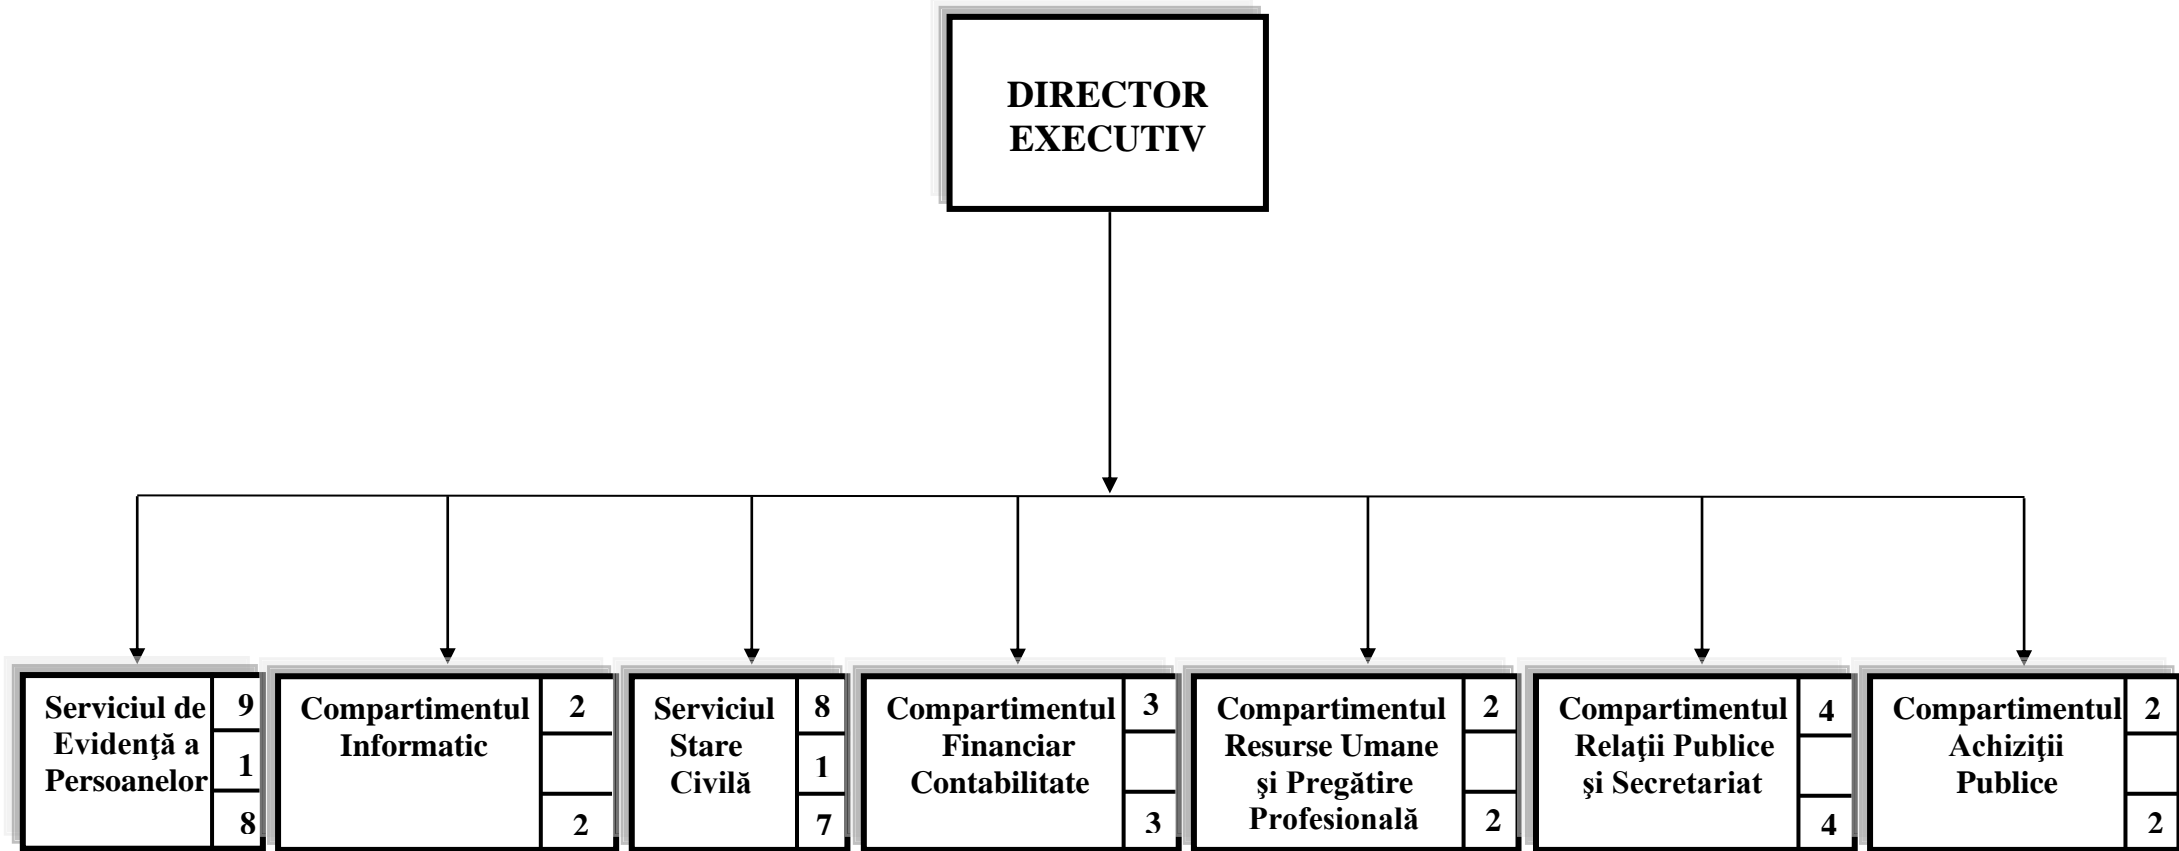 DIRECTOR
EXECUTIV
Serviciul de
Evidenţă a
Persoanelor
9
1
8
Compartimentul
Informatic
2
2
Serviciul
Stare
Civilă
8
1
7
Compartimentul
Financiar
Contabilitate
3
3
Compartimentul
Resurse Umane
şi Pregătire
Profesională
2
2
Compartimentul
Relaţii Publice
şi Secretariat
4
4
Compartimentul
Achiziţii
Publice
2
2